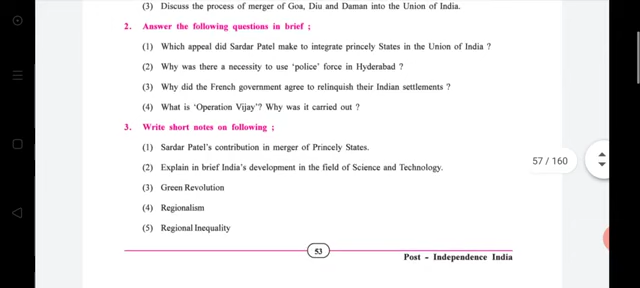 (3) Discuss the process of merger of Goa, Diu and Daman into the Union of India.
2. Answer the following questions in brief ;
(1) Which appeal did Sardar Patel make to integrate princely States in the Union of India ?
(2) Why was there a necessity to use 'police' force in Hyderabad ?
(3) Why did the French government agree to relinquish their Indian settlements ?
(4) What is 'Operation Vijay'? Why was it carried out ?
3. Write short notes on following ;
(1) Sardar Patel's contribution in merger of Princely States.
(2) Explain in brief India's development in the field of Science and Technology.
57 / 160
(3) Green Revolution
(4) Regionalism
(5) Regional Inequality
53
Post - Independence India